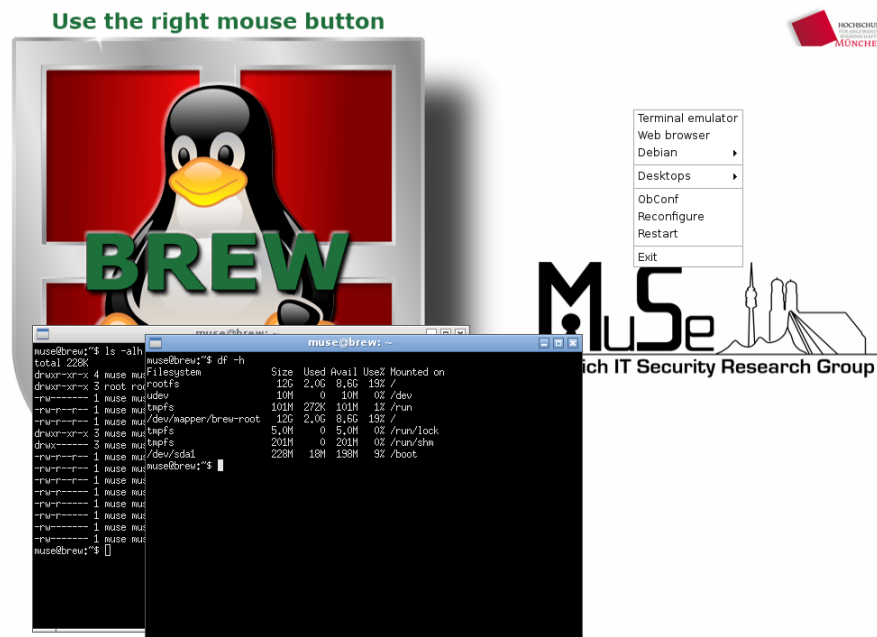 Use the right mouse button
HOCHSCHU
MÜNCHE
BREW
Terminal emulator
Web browser
Debian
Desktops
ObConf
Reconfigure
Restart
Exit
MuSe
ich IT Security Research Group
muse@brew: ~
muse@brew:~$ ls -alh
total 228K
drwxr-xr-x 4 muse mus
drwxr-xr-x 3 root roo
-rw------- 1 muse mus
-rw-r--r-- 1 muse mus
-rw-r--r-- 1 muse mus
drwxr-xr-x 3 muse mus
drwx------ 3 muse mus
-rw-r--r-- 1 muse mus
-rw------- 1 muse mus
-rw-r--r-- 1 muse mus
-rw------- 1 muse mus
-rw-r----- 1 muse mus
-rw-r----- 1 muse mus
-rw------- 1 muse mus
-rw------- 1 muse mus
muse@brew:~$
muse@brew: ~
muse@brew:~$ df -h
Filesystem Size Used Avail Use% Mounted on
rootfs 12G 2.0G 8.6G 19% /
udev 10M 0 10M 0% /dev
tmpfs 101M 272K 101M 1% /run
/dev/mapper/brew-root 12G 2.0G 8.6G 19% /
tmpfs 5.0M 0 5.0M 0% /run/lock
tmpfs 201M 0 201M 0% /run/shm
/dev/sda1 228M 18M 198M 9% /boot
muse@brew:~$